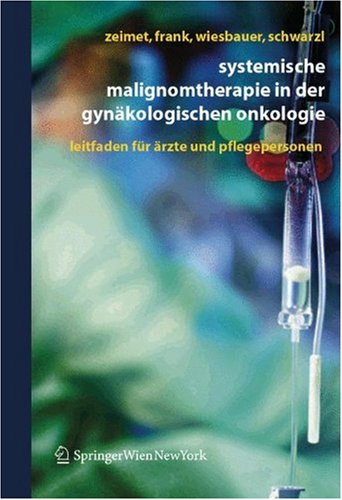 zeimet, frank, wiesbauer, schwarzl
systemische
malignomtherapie in der
gynäkologischen onkologie
leitfaden für ärzte und pflegepersonen
SpringerWienNewYork